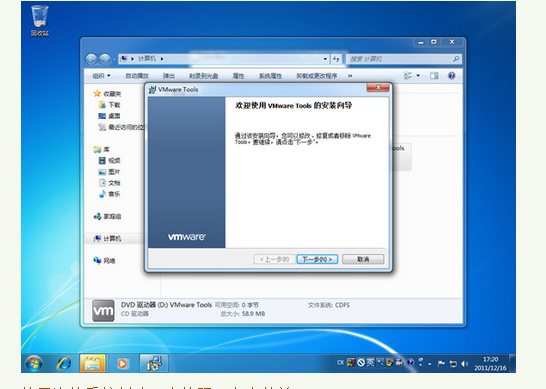 回收站
计算机
搜索 计算机
组织
自动播放
弹出
刻录到光盘
属性
系统属性
卸载或更改程序
»
收藏夹
下载
桌面
最近访问的位
库
视频
图片
文档
音乐
家庭组
计算机
网络
VMware Tools
欢迎使用 VMware Tools 的安装向导
通过该安装向导，您可以修改、修复或者移除 VMware
Tools。要继续，请点击“下一步”。
vmware
< 上一步(B)
下一步(N) >
取消
ools
vm
DVD 驱动器 (D:) VMware Tools
可用空间: 0 字节
文件系统: CDFS
CD 驱动器
总大小: 58.9 MB
CH
英
17:20
2011/12/16